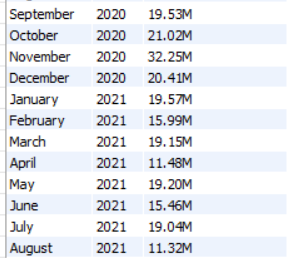 September 2020 19.53M
October 2020 21.02M
November 2020 32.25M
December 2020 20.41M
January 2021 19.57M
February 2021 15.99M
March 2021 19.15M
April 2021 11.48M
May 2021 19.20M
June 2021 15.46M
July 2021 19.04M
August 2021 11.32M